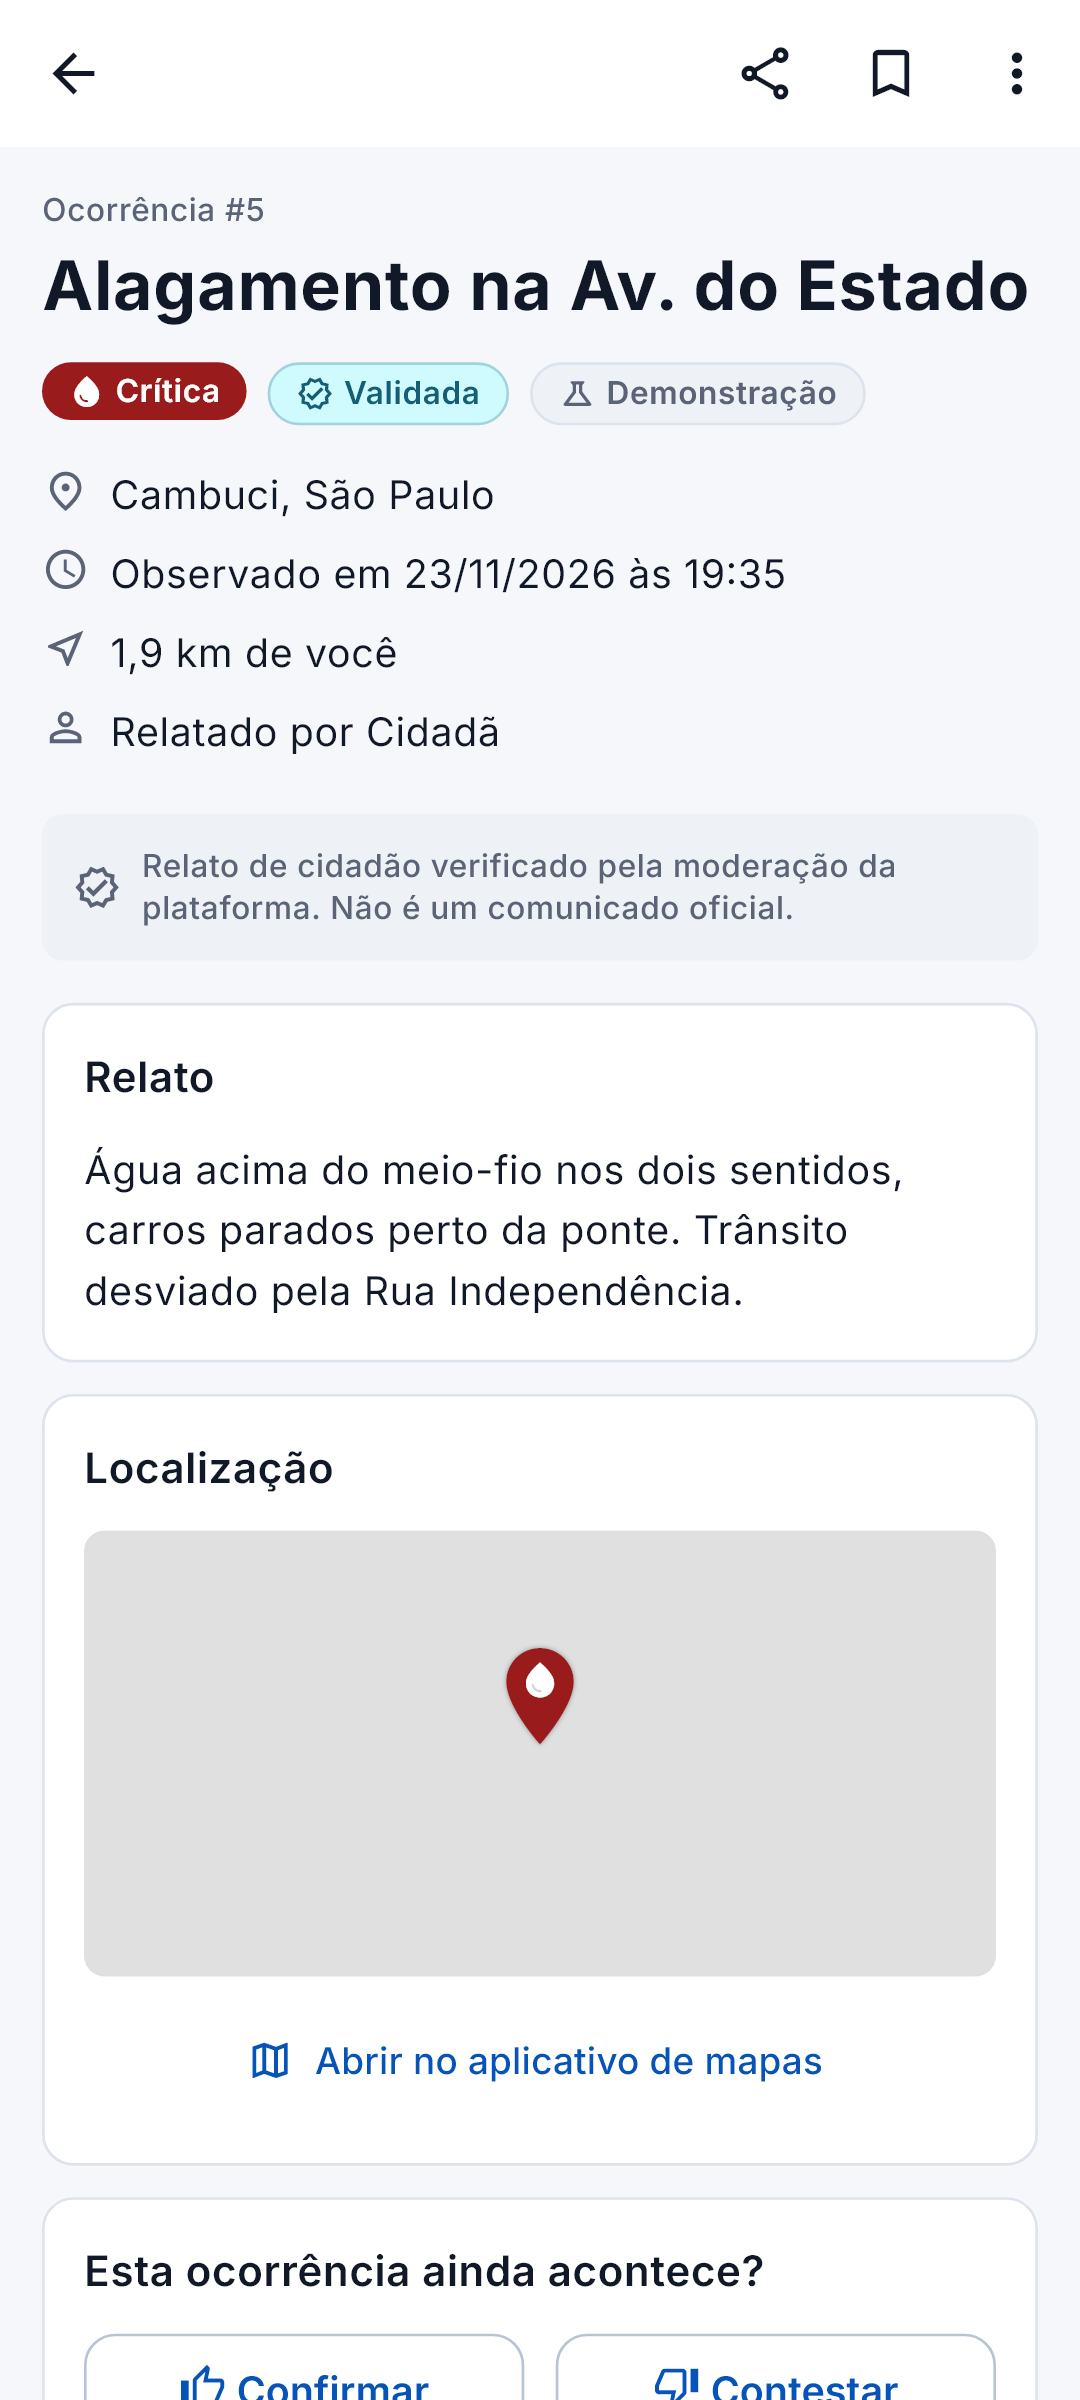 Ocorrência #5
Alagamento na Av. do Estado
Crítica
Validada
Demonstração
Cambuci, São Paulo
Observado em 23/11/2026 às 19:35
1,9 km de você
Relatado por Cidadã
Relato de cidadão verificado pela moderação da
plataforma. Não é um comunicado oficial.
Relato
Água acima do meio-fio nos dois sentidos,
carros parados perto da ponte. Trânsito
desviado pela Rua Independência.
Localização
Abrir no aplicativo de mapas
Esta ocorrência ainda acontece?
Confirmar
Contestar